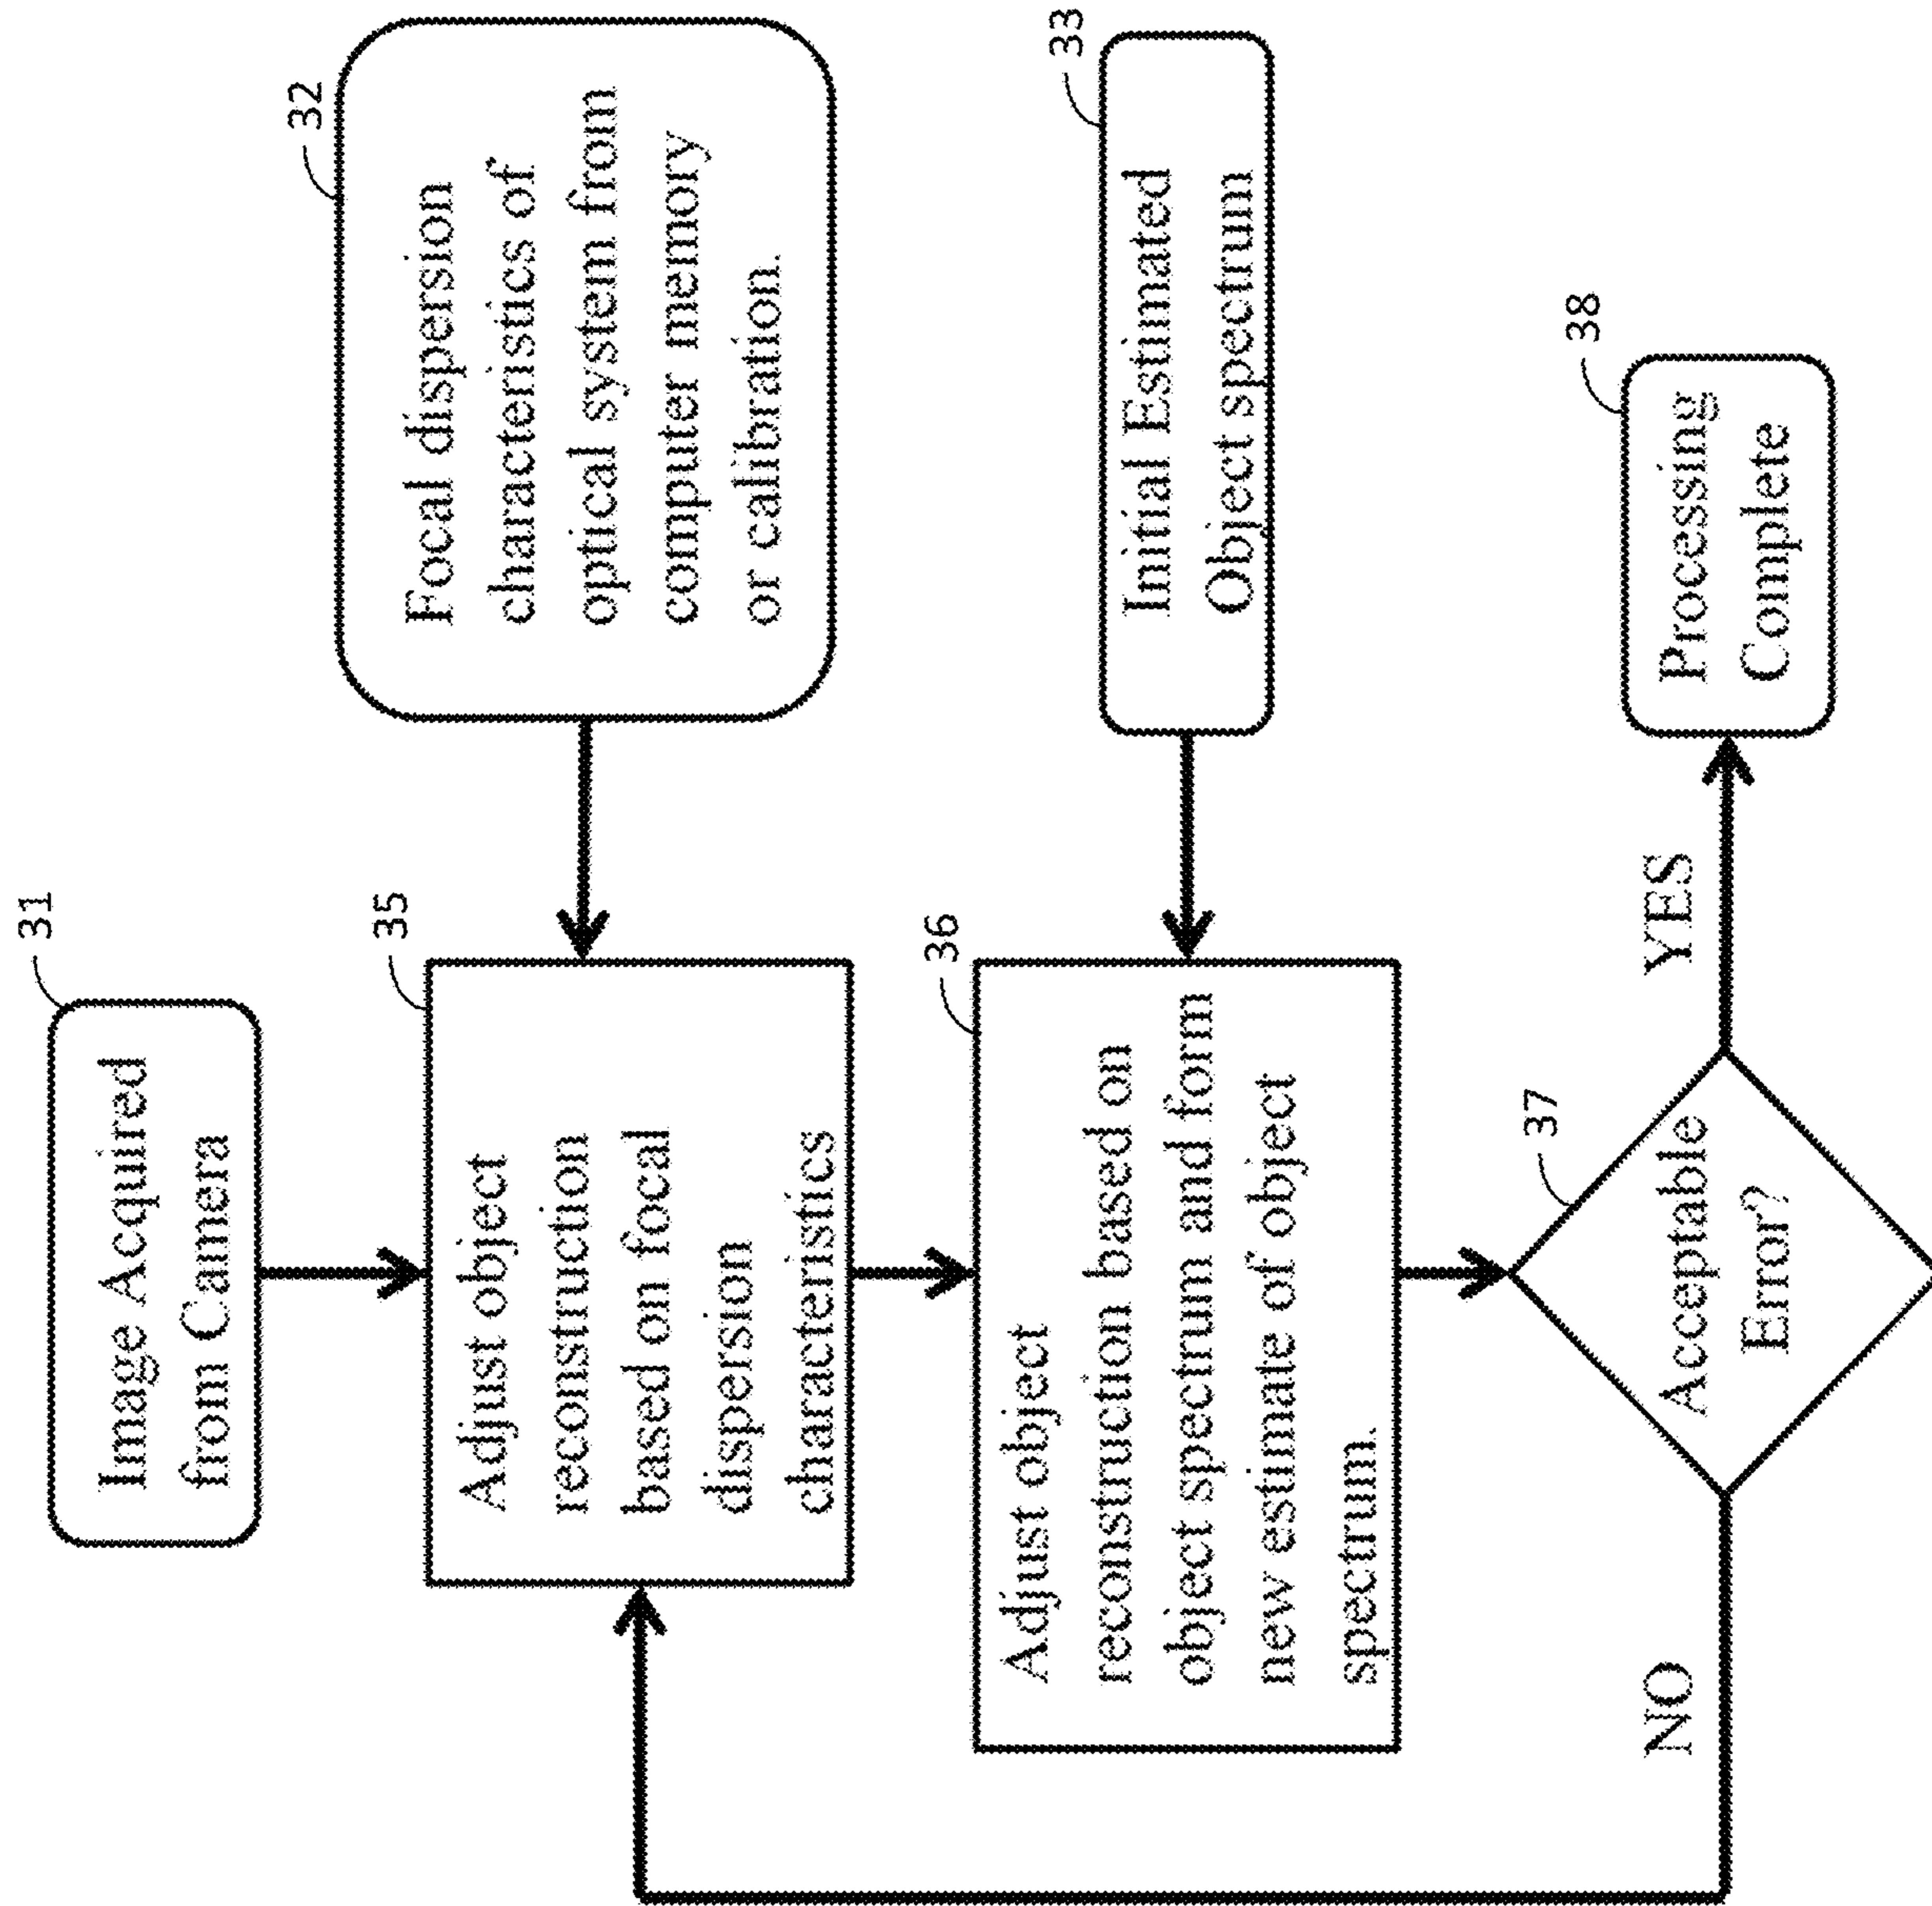 31
Image Acquired
from Camera
32
Focal dispersion
characteristics of
optical system from
computer memory
or calibration.
35
Adjust object
reconstruction
based on focal
dispersion
characteristics
33
Initial Estimated
Object spectrum
36
Adjust object
reconstruction based on
object spectrum and form
new estimate of object
spectrum.
37
Acceptable
Error?
NO
YES
38
Processing
Complete